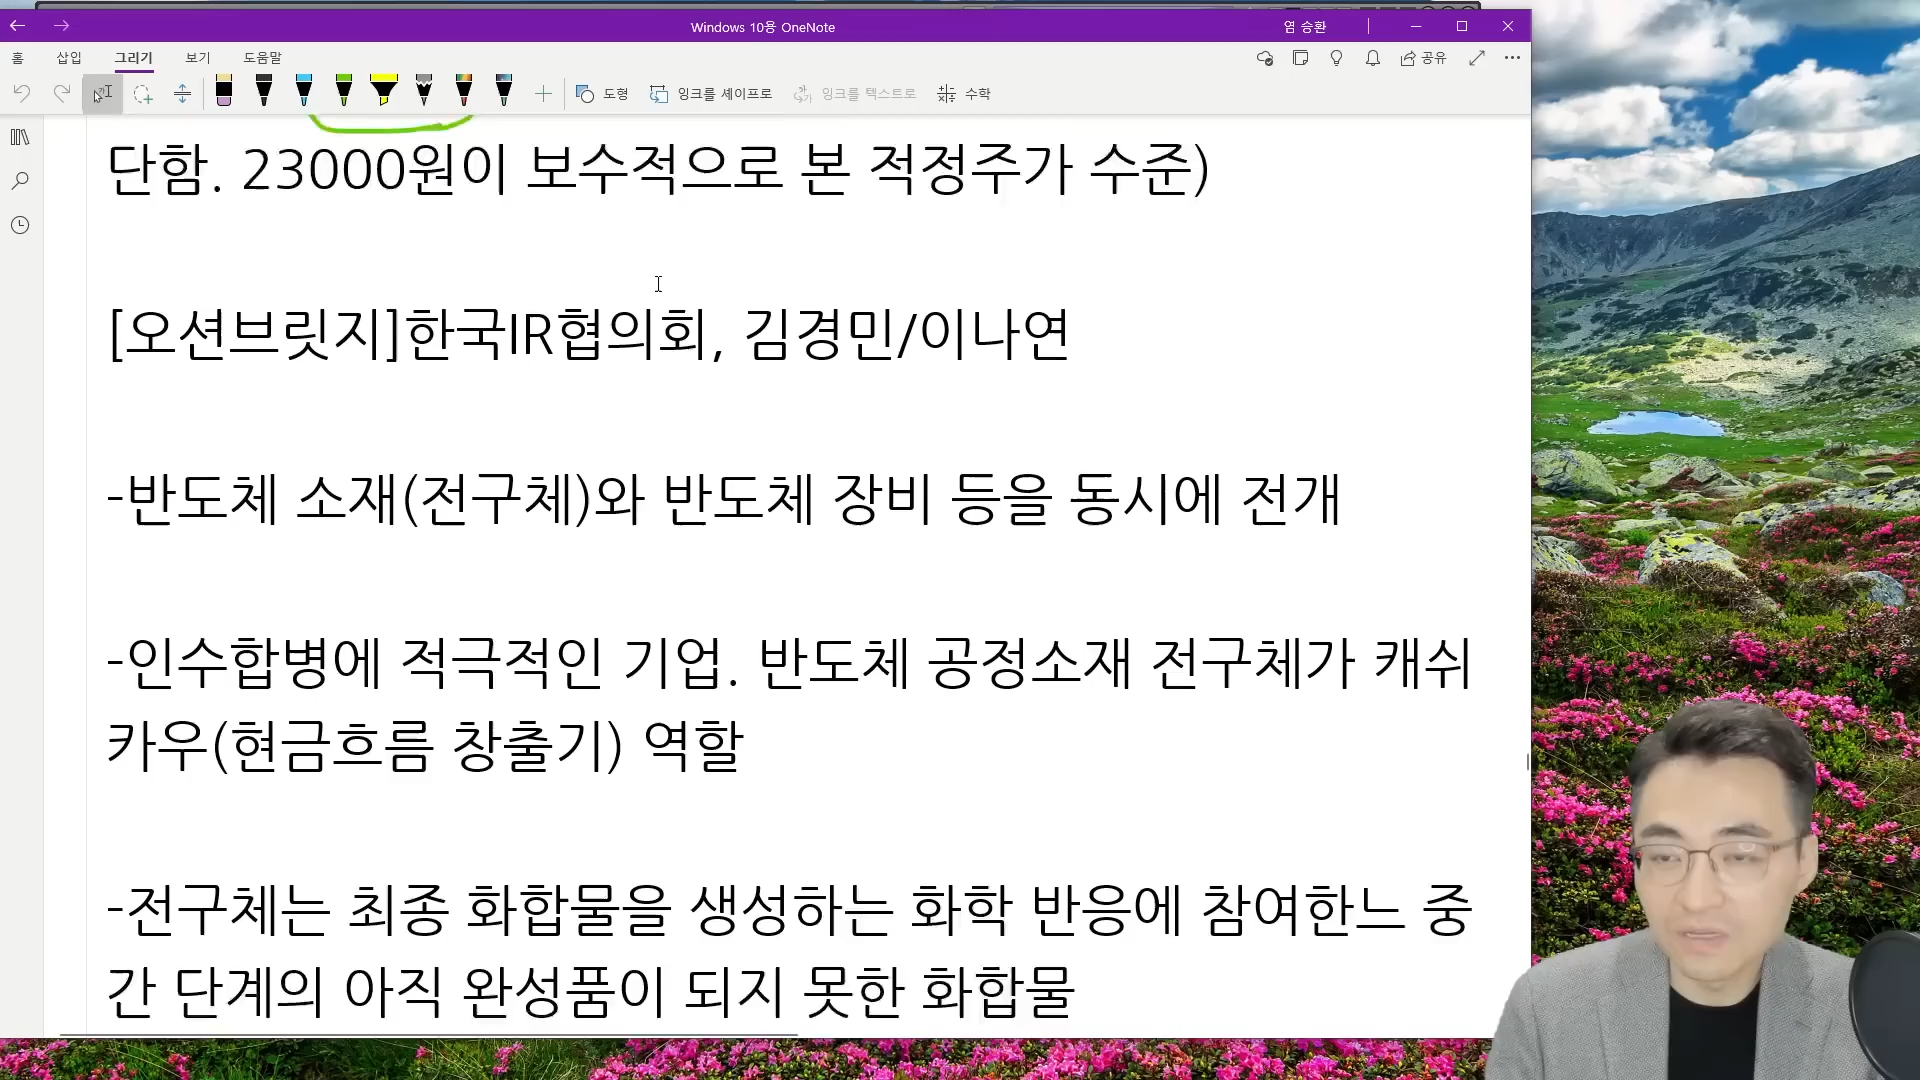 Windows 10용 OneNote
염 승환
홈 삽입 그리기 보기 도움말
공유
도형 잉크를 셰이프로 잉크를 텍스트로 수학
단함. 23000원이 보수적으로 본 적정주가 수준)
[오션브릿지]한국IR협의회, 김경민/이나연
-반도체 소재(전구체)와 반도체 장비 등을 동시에 전개
-인수합병에 적극적인 기업. 반도체 공정소재 전구체가 캐쉬
카우(현금흐름 창출기) 역할
-전구체는 최종 화합물을 생성하는 화학 반응에 참여한느 중
간 단계의 아직 완성품이 되지 못한 화합물